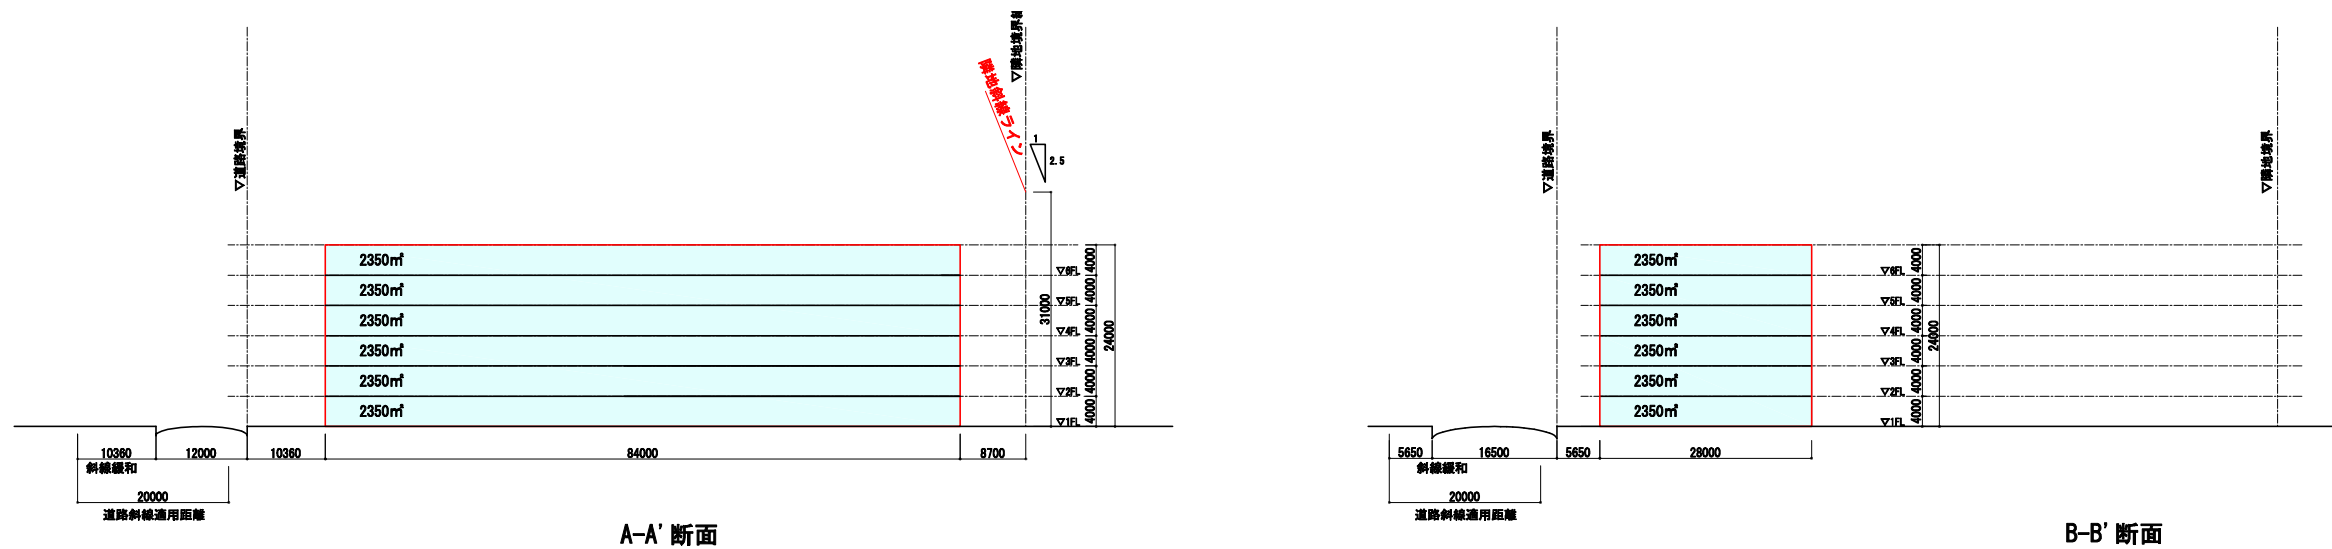 ▽道路境界
隣地斜線ライン
▽隣地境界
1
2.5
2350㎡
2350㎡
2350㎡
2350㎡
2350㎡
2350㎡
▽6FL
▽5FL
▽4FL
▽3FL
▽2FL
▽1FL
31000
4000
4000
4000
4000
4000
4000
24000
10360
12000
10360
84000
8700
斜線緩和
20000
道路斜線適用距離
A-A' 断面
▽道路境界
▽隣地境界
2350㎡
2350㎡
2350㎡
2350㎡
2350㎡
2350㎡
▽6FL
▽5FL
▽4FL
▽3FL
▽2FL
▽1FL
4000
4000
4000
4000
4000
4000
24000
5650
16500
5650
28000
斜線緩和
20000
道路斜線適用距離
B-B' 断面